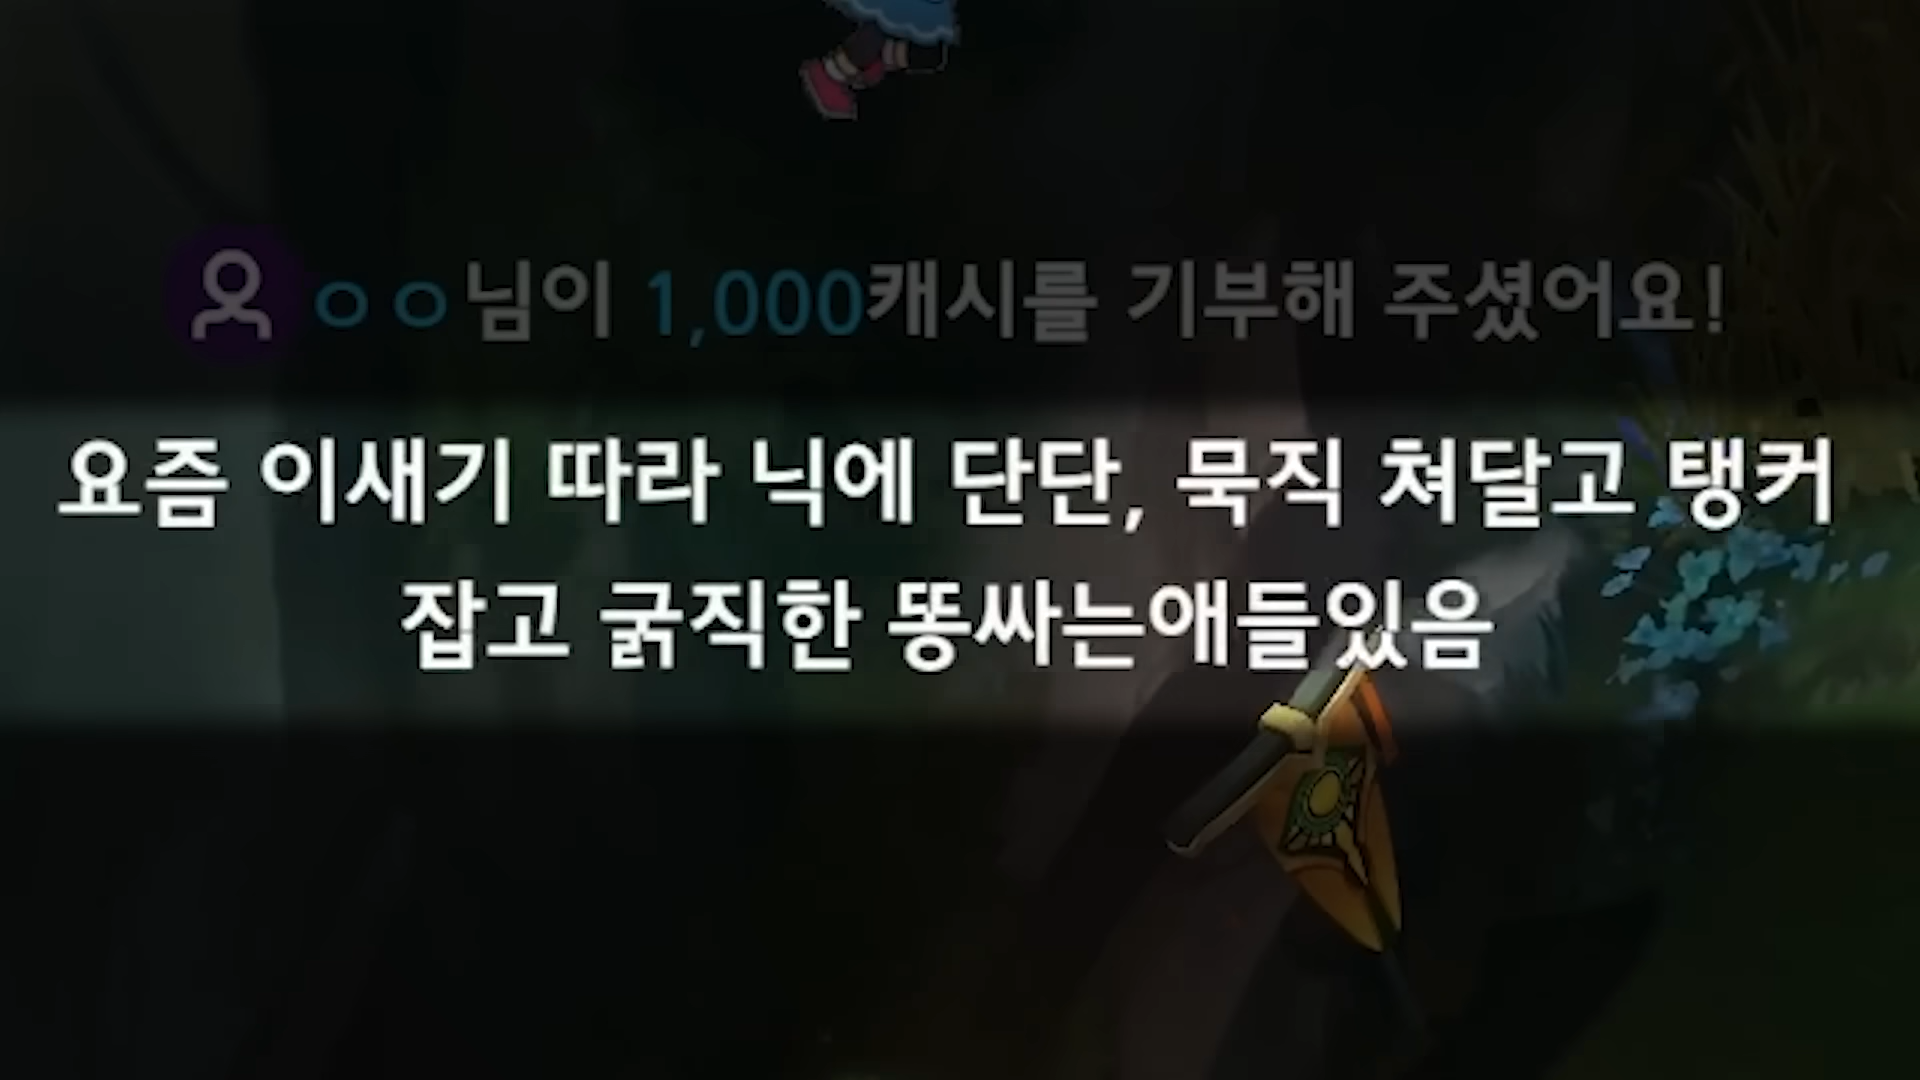 ㅇㅇ님이 1,000캐시를 기부해 주셨어요!
요즘 이새기 따라 닉에 단단, 묵직 쳐달고 탱커
잡고 굵직한 똥싸는애들있음